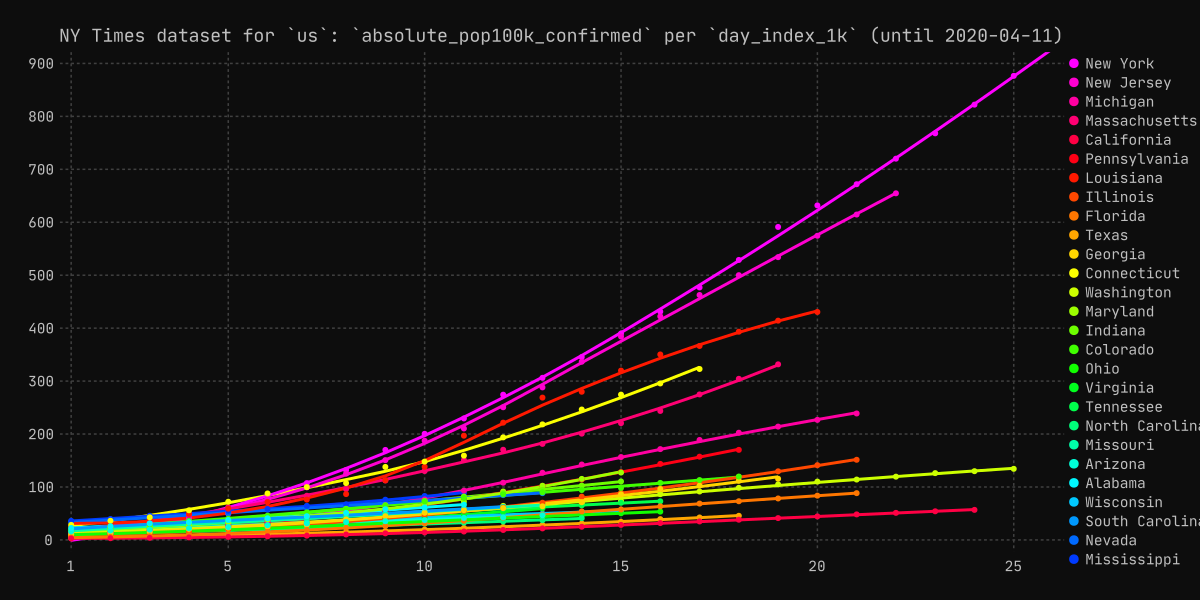 NY Times dataset for `us`: `absolute_pop100k_confirmed` per `day_index_1k` (until 2020-04-11)
900
800
700
600
500
400
300
200
100
0
1 5 10 15 20 25
New York
New Jersey
Michigan
Massachusetts
California
Pennsylvania
Louisiana
Illinois
Florida
Texas
Georgia
Connecticut
Washington
Maryland
Indiana
Colorado
Ohio
Virginia
Tennessee
North Carolina
Missouri
Arizona
Alabama
Wisconsin
South Carolina
Nevada
Mississippi